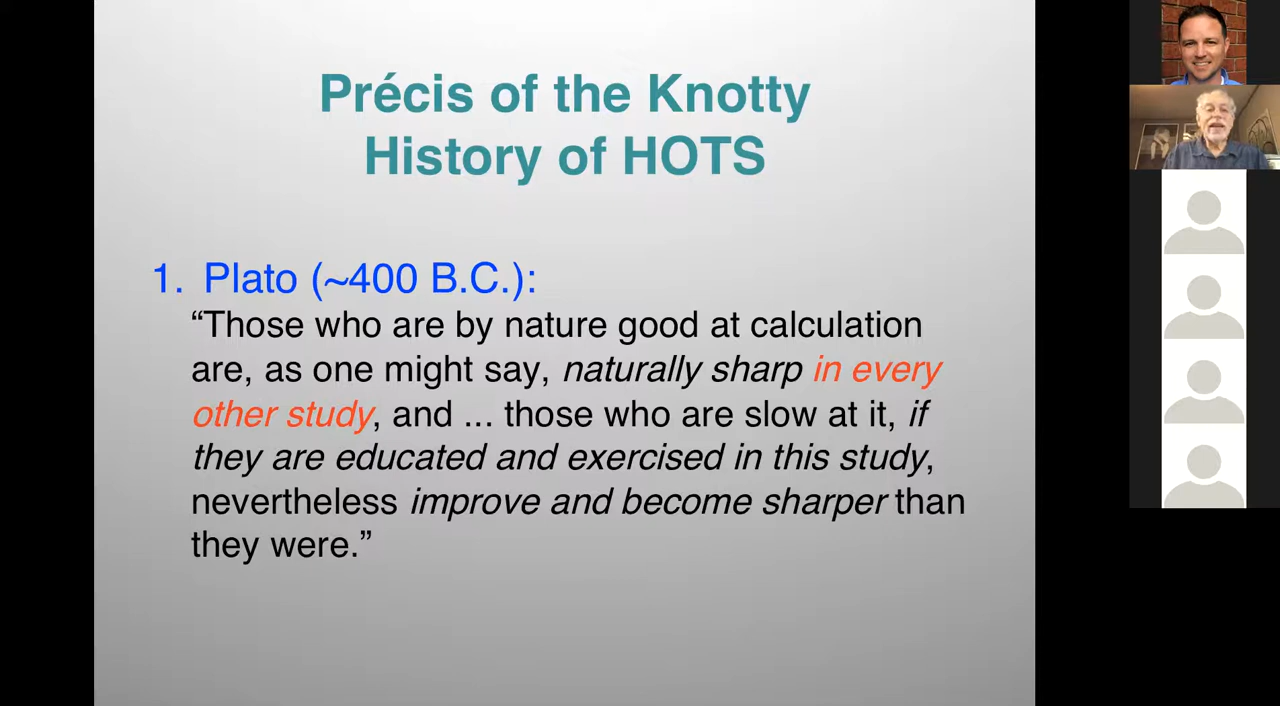 Précis of the Knotty
History of HOTS
1. Plato (~400 B.C.):
“Those who are by nature good at calculation
are, as one might say, naturally sharp in every
other study, and ... those who are slow at it, if
they are educated and exercised in this study,
nevertheless improve and become sharper than
they were.”